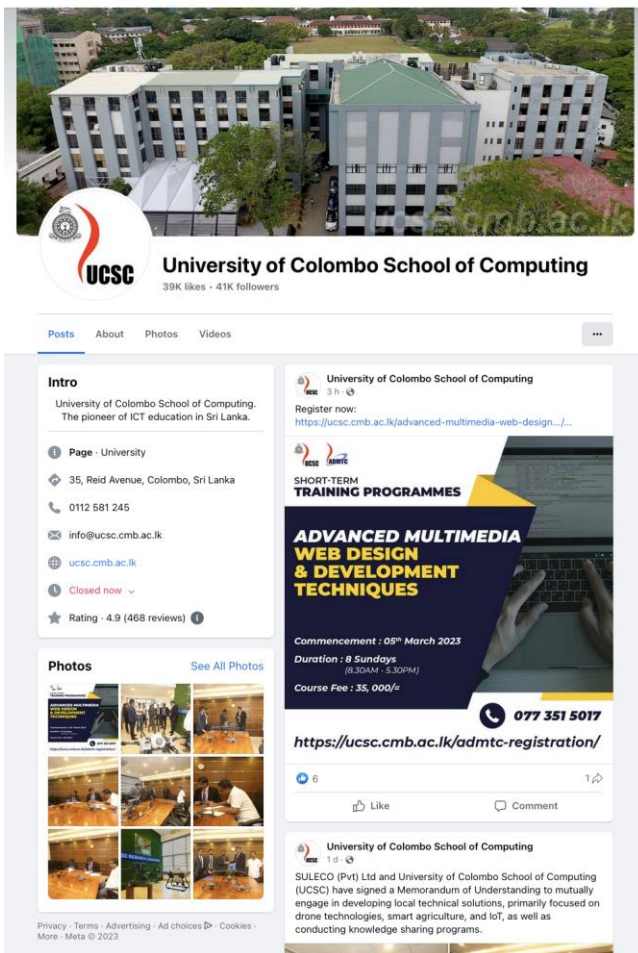 ucsc.cmb.ac.lk
UCSC
University of Colombo School of Computing
39K likes • 41K followers
Posts
About
Photos
Videos
Intro
University of Colombo School of Computing.
The pioneer of ICT education in Sri Lanka.
Page · University
35, Reid Avenue, Colombo, Sri Lanka
0112 581 245
info@ucsc.cmb.ac.lk
ucsc.cmb.ac.lk
Closed now
Rating · 4.9 (468 reviews)
Photos
See All Photos
Privacy · Terms · Advertising · Ad choices · Cookies ·
More · Meta © 2023
University of Colombo School of Computing
3 h ·
Register now:
https://ucsc.cmb.ac.lk/advanced-multimedia-web-design.../...
UCSC ADMTC
SHORT-TERM
TRAINING PROGRAMMES
ADVANCED MULTIMEDIA
WEB DESIGN
& DEVELOPMENT
TECHNIQUES
Commencement : 05th March 2023
Duration : 8 Sundays
(8.30AM - 5.30PM)
Course Fee : 35, 000/=
077 351 5017
https://ucsc.cmb.ac.lk/admtc-registration/
6
1
Like
Comment
University of Colombo School of Computing
1 d ·
SULECO (Pvt) Ltd and University of Colombo School of Computing
(UCSC) have signed a Memorandum of Understanding to mutually
engage in developing local technical solutions, primarily focused on
drone technologies, smart agriculture, and IoT, as well as
conducting knowledge sharing programs.